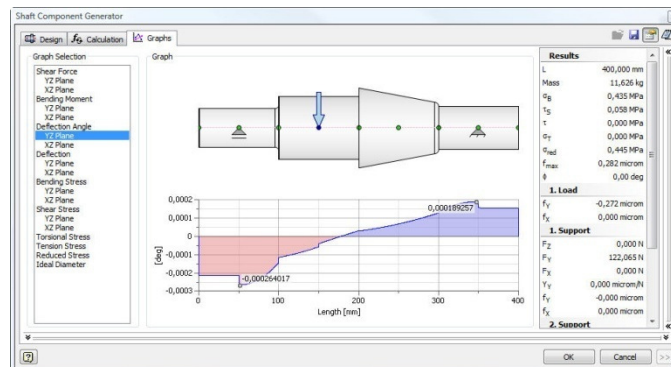 Shaft Component Generator
Design
Calculation
Graphs
Graph Selection
Shear Force
YZ Plane
XZ Plane
Bending Moment
YZ Plane
XZ Plane
Deflection Angle
YZ Plane
XZ Plane
Deflection
YZ Plane
XZ Plane
Bending Stress
YZ Plane
XZ Plane
Shear Stress
YZ Plane
XZ Plane
Torsional Stress
Tension Stress
Reduced Stress
Ideal Diameter
Graph
0,0002
0,0001
0
-0,0001
-0,0002
-0,0003
[deg]
0,000189257
-0,000264017
0 100 200 300 400
Length [mm]
Results
L 400,000 mm
Mass 11,626 kg
σB 0,435 MPa
τS 0,058 MPa
τ 0,000 MPa
σT 0,000 MPa
σred 0,445 MPa
fmax 0,282 microm
ϕ 0,00 deg
1. Load
fY -0,272 microm
fX 0,000 microm
1. Support
FZ 0,000 N
FY 122,065 N
FX 0,000 N
YY 0,000 microm/N
fY -0,000 microm
fX 0,000 microm
2. Support
OK
Cancel
>>